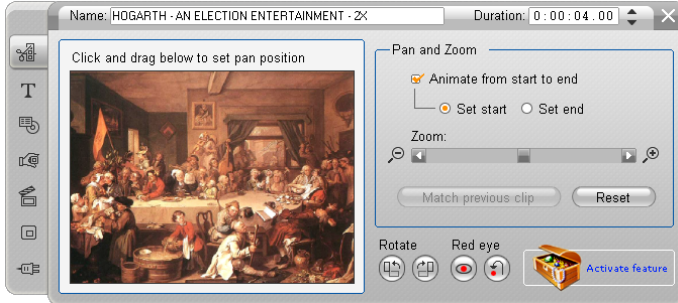 Name: HOGARTH - AN ELECTION ENTERTAINMENT - 2X Duration: 0:00:04.00
Click and drag below to set pan position
Pan and Zoom
Animate from start to end
Set start Set end
Zoom:
Match previous clip Reset
Rotate Red eye
Activate feature
T